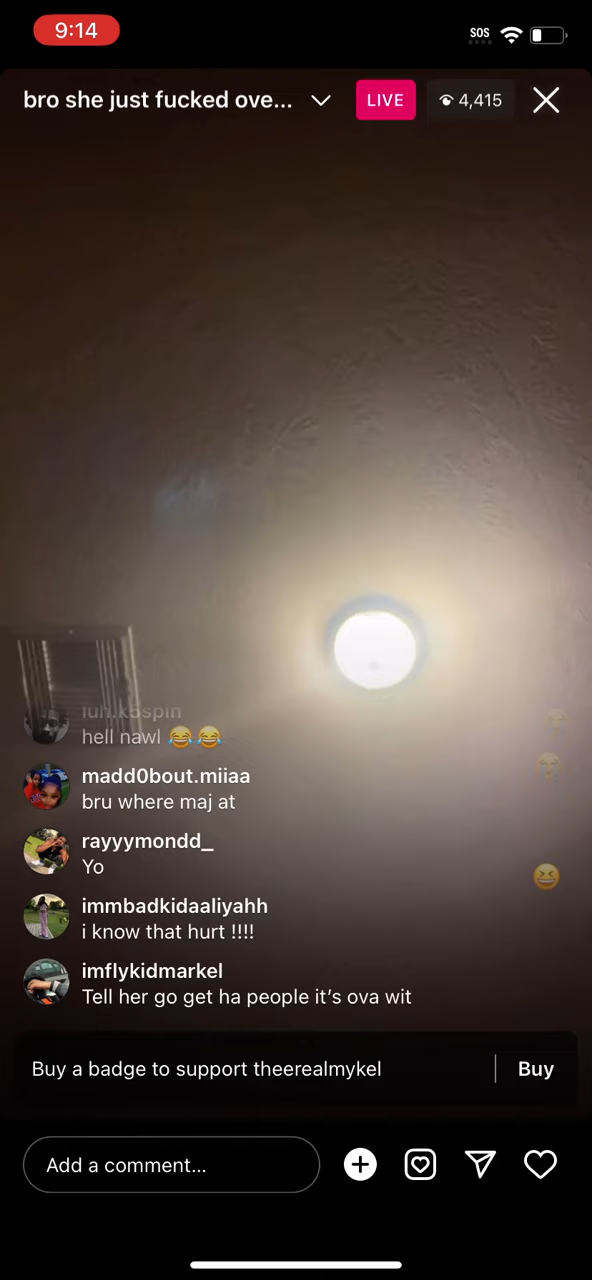 9:14
SOS
bro she just fucked ove...
LIVE
4,415
luh.k5spin
hell nawl 😂😂
madd0bout.miiaa
bru where maj at
rayyymondd_
Yo
immbadkidaaliyahh
i know that hurt !!!!
imflykidmarkel
Tell her go get ha people it’s ova wit
Buy a badge to support theerealmykel
Buy
Add a comment...